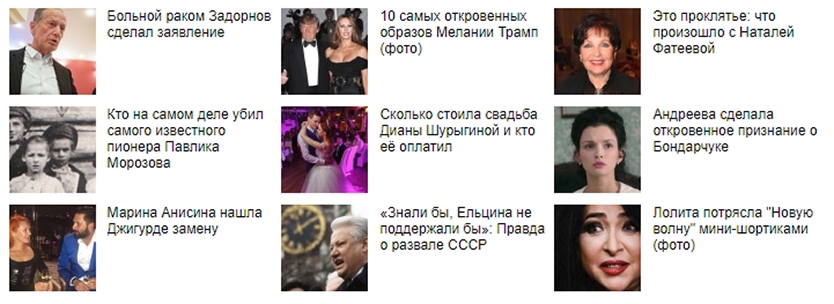 Больной раком Задорнов
сделал заявление
10 самых откровенных
образов Мелании Трамп
(фото)
Это проклятье: что
произошло с Наталей
Фатеевой
Кто на самом деле убил
самого известного
пионера Павлика
Морозова
Сколько стоила свадьба
Дианы Шурыгиной и кто
её оплатил
Андреева сделала
откровенное признание о
Бондарчуке
Марина Анисина нашла
Джигурде замену
«Знали бы, Ельцина не
поддержали бы»: Правда
о развале СССР
Лолита потрясла "Новую
волну" мини-шортиками
(фото)